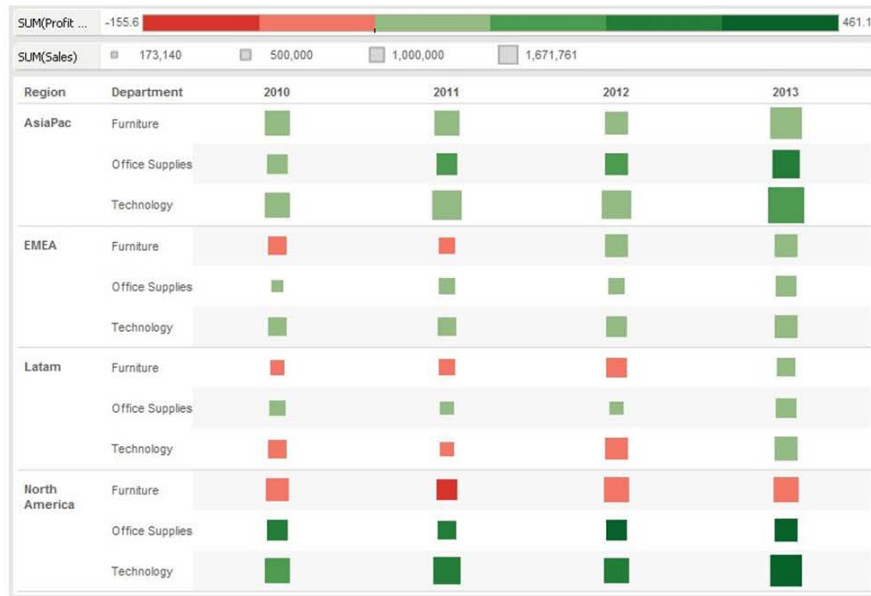 SUM(Profit ... -155.6 461.1
SUM(Sales) 173,140 500,000 1,000,000 1,671,761
Region Department 2010 2011 2012 2013
AsiaPac Furniture
Office Supplies
Technology
EMEA Furniture
Office Supplies
Technology
Latam Furniture
Office Supplies
Technology
North America Furniture
Office Supplies
Technology